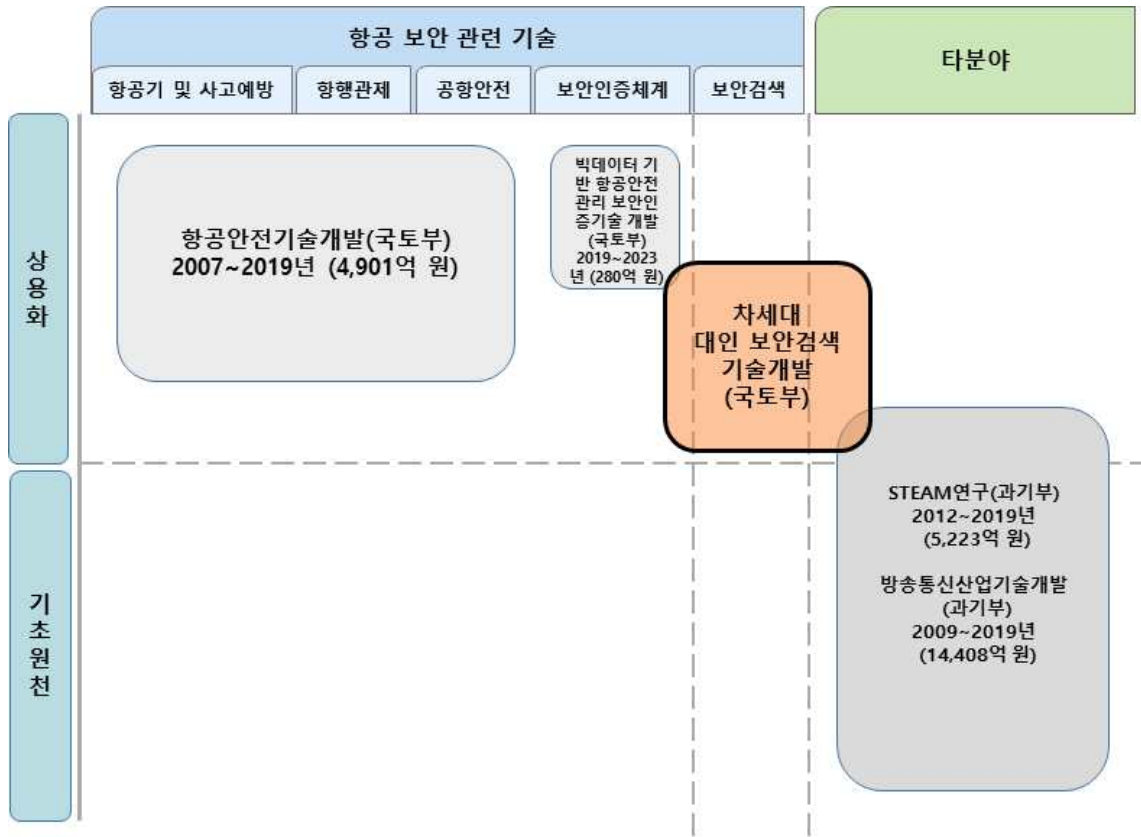 항공 보안 관련 기술
타분야
항공기 및 사고예방
항행관제
공항안전
보안인증체계
보안검색
상
용
화
항공안전기술개발(국토부)
2007~2019년 (4,901억 원)
빅데이터 기
반 항공안전
관리 보안인
증기술 개발
(국토부)
2019~2023
년 (280억 원)
차세대
대인 보안검색
기술개발
(국토부)
기
초
원
천
STEAM연구(과기부)
2012~2019년
(5,223억 원)
방송통신산업기술개발
(과기부)
2009~2019년
(14,408억 원)